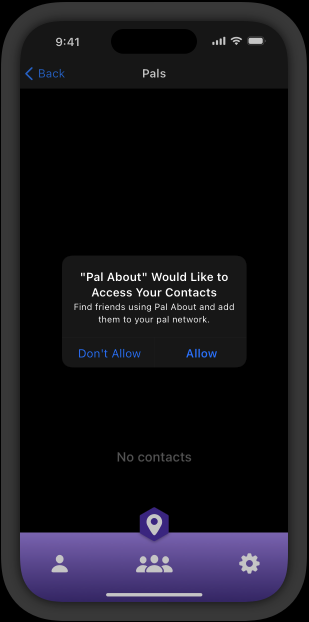 9:41
Back
Pals
"Pal About" Would Like to
Access Your Contacts
Find friends using Pal About and add
them to your pal network.
Don't Allow
Allow
No contacts